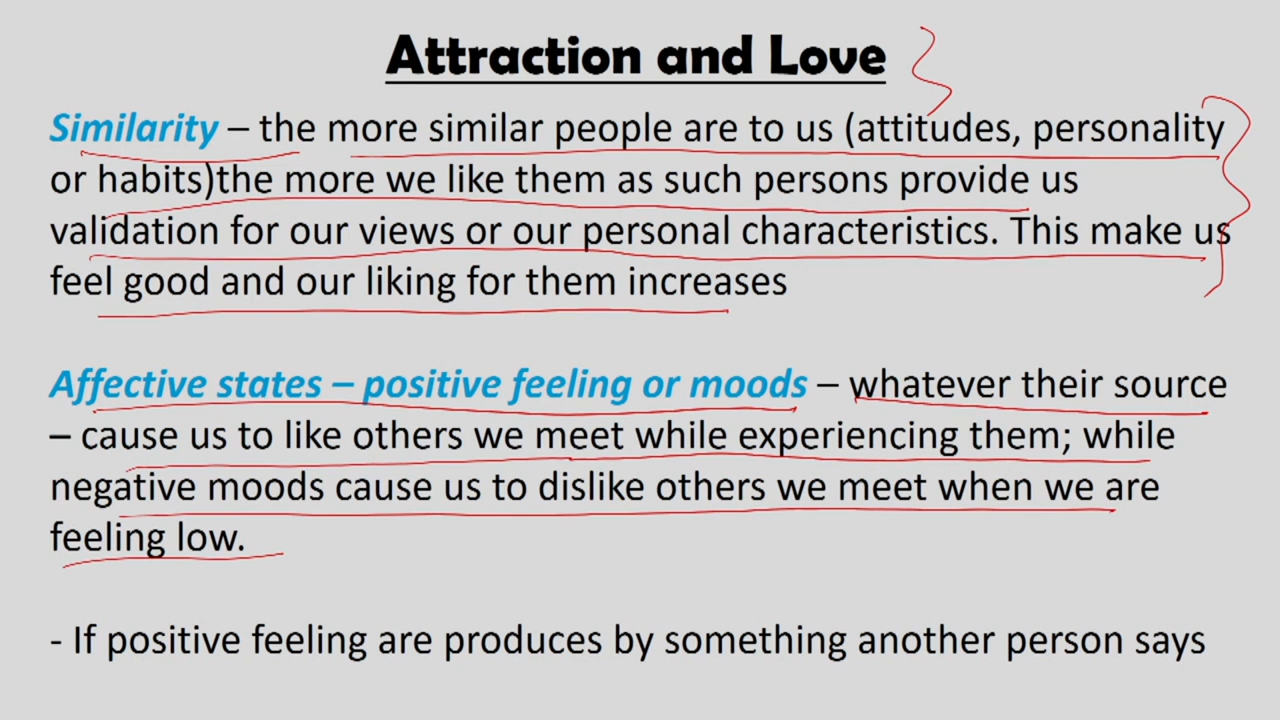 Attraction and Love
Similarity – the more similar people are to us (attitudes, personality
or habits)the more we like them as such persons provide us
validation for our views or our personal characteristics. This make us
feel good and our liking for them increases
Affective states – positive feeling or moods – whatever their source
– cause us to like others we meet while experiencing them; while
negative moods cause us to dislike others we meet when we are
feeling low.
- If positive feeling are produces by something another person says